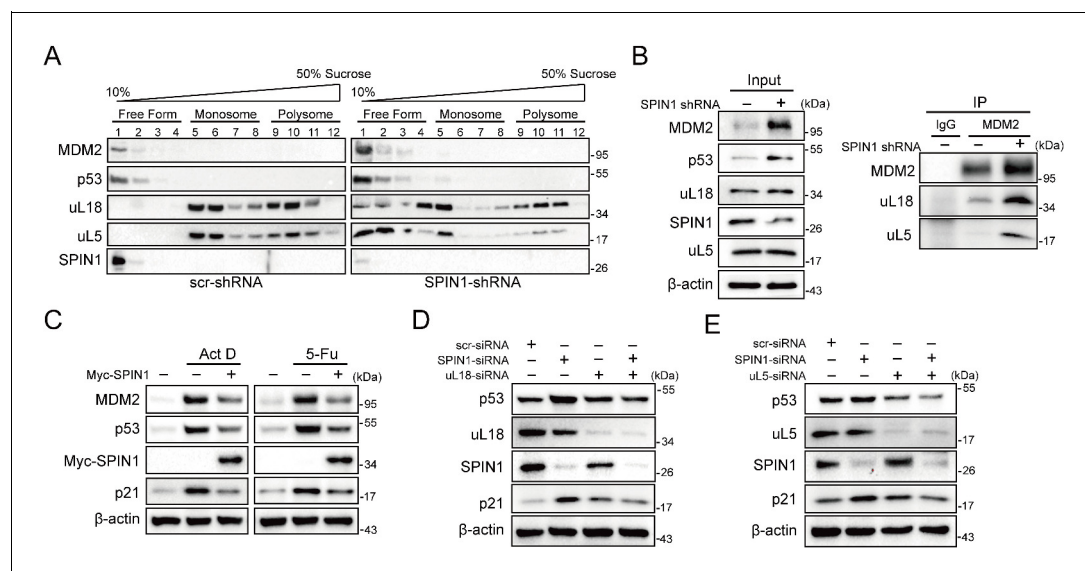 A
50% Sucrose 50% Sucrose
10% 10%
Free Form Monosome Polysome Free Form Monosome Polysome
1 2 3 4 5 6 7 8 9 10 11 12 1 2 3 4 5 6 7 8 9 10 11 12
MDM2 -95
p53 -55
uL18 -34
uL5 -17
SPIN1 -26
scr-shRNA SPIN1-shRNA
B
Input
SPIN1 shRNA – + (kDa)
MDM2 -95
p53 -55
uL18 -34
SPIN1 -26
uL5 -17
β-actin -43
IP
IgG MDM2
SPIN1 shRNA – – + (kDa)
MDM2 -95
uL18 -34
uL5 -17
C
Act D 5-Fu
Myc-SPIN1 – – + – – + (kDa)
MDM2 -95
p53 -55
Myc-SPIN1 -34
p21 -17
β-actin -43
D
scr-siRNA + – – –
SPIN1-siRNA – + – +
uL18-siRNA – – + + (kDa)
p53 -55
uL18 -34
SPIN1 -26
p21 -17
β-actin -43
E
scr-siRNA + – – –
SPIN1-siRNA – + – +
uL5-siRNA – – + + (kDa)
p53 -55
uL5 -17
SPIN1 -26
p21 -17
β-actin -43